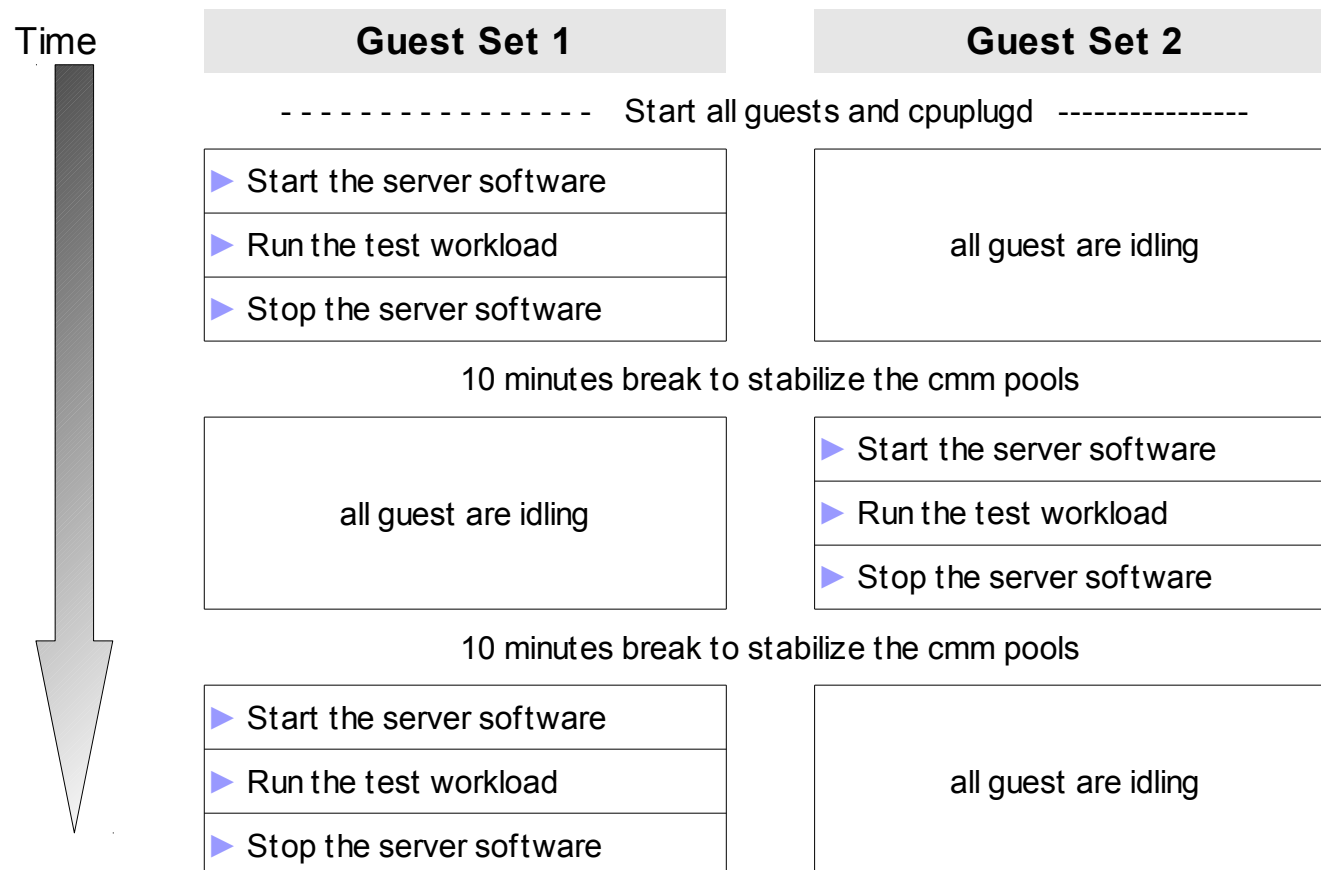 Time
Guest Set 1
Guest Set 2
- - - - - - - - - - - - - - - - Start all guests and cpuplugd ----------------
► Start the server software
► Run the test workload
► Stop the server software
all guest are idling
10 minutes break to stabilize the cmm pools
all guest are idling
► Start the server software
► Run the test workload
► Stop the server software
10 minutes break to stabilize the cmm pools
► Start the server software
► Run the test workload
► Stop the server software
all guest are idling